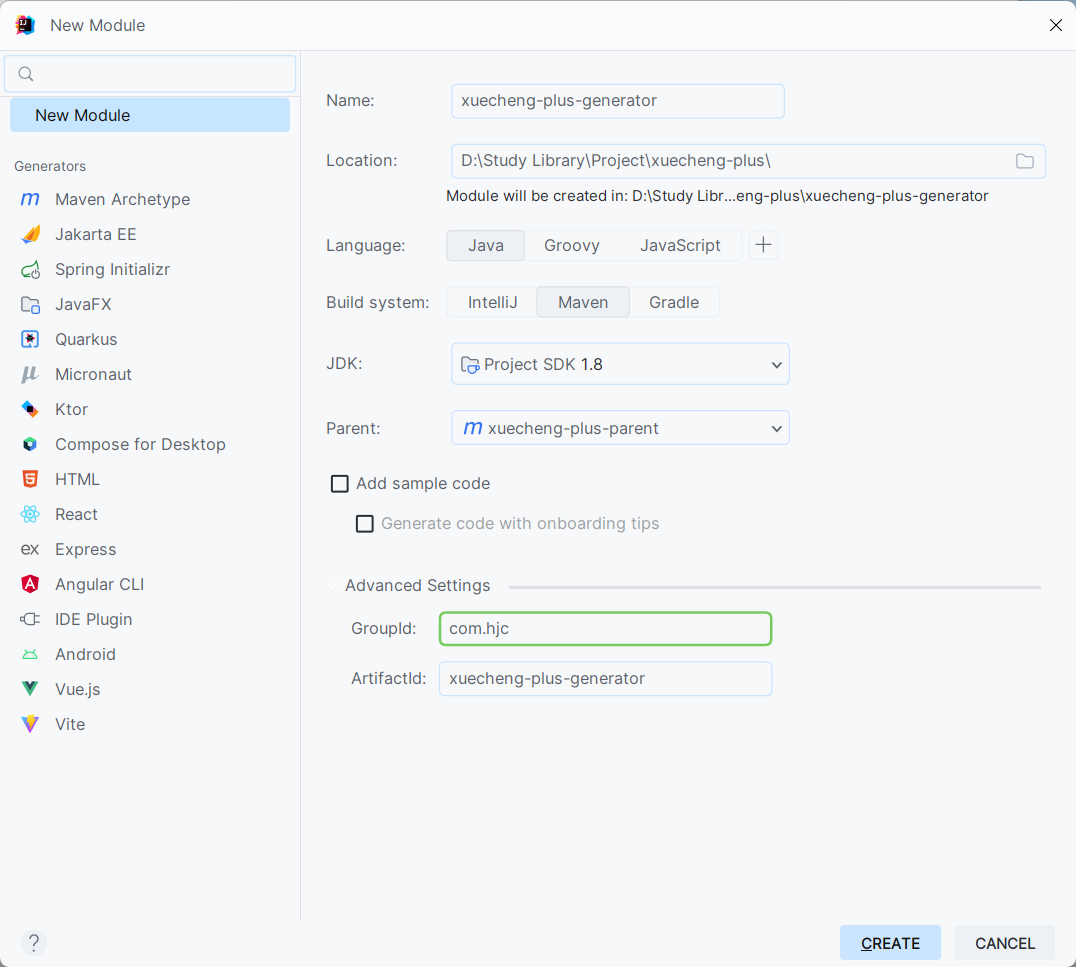 New Module
New Module
Generators
Maven Archetype
Jakarta EE
Spring Initializr
JavaFX
Quarkus
Micronaut
Ktor
Compose for Desktop
HTML
React
ex Express
Angular CLI
IDE Plugin
Android
Vue.js
Vite
Name: xuecheng-plus-generator
Location: D:\Study Library\Project\xuecheng-plus\
Module will be created in: D:\Study Libr...eng-plus\xuecheng-plus-generator
Language: Java Groovy JavaScript +
Build system: IntelliJ Maven Gradle
JDK: Project SDK 1.8
Parent: m xuecheng-plus-parent
Add sample code
Generate code with onboarding tips
Advanced Settings
GroupId: com.hjc
ArtifactId: xuecheng-plus-generator
? CREATE CANCEL